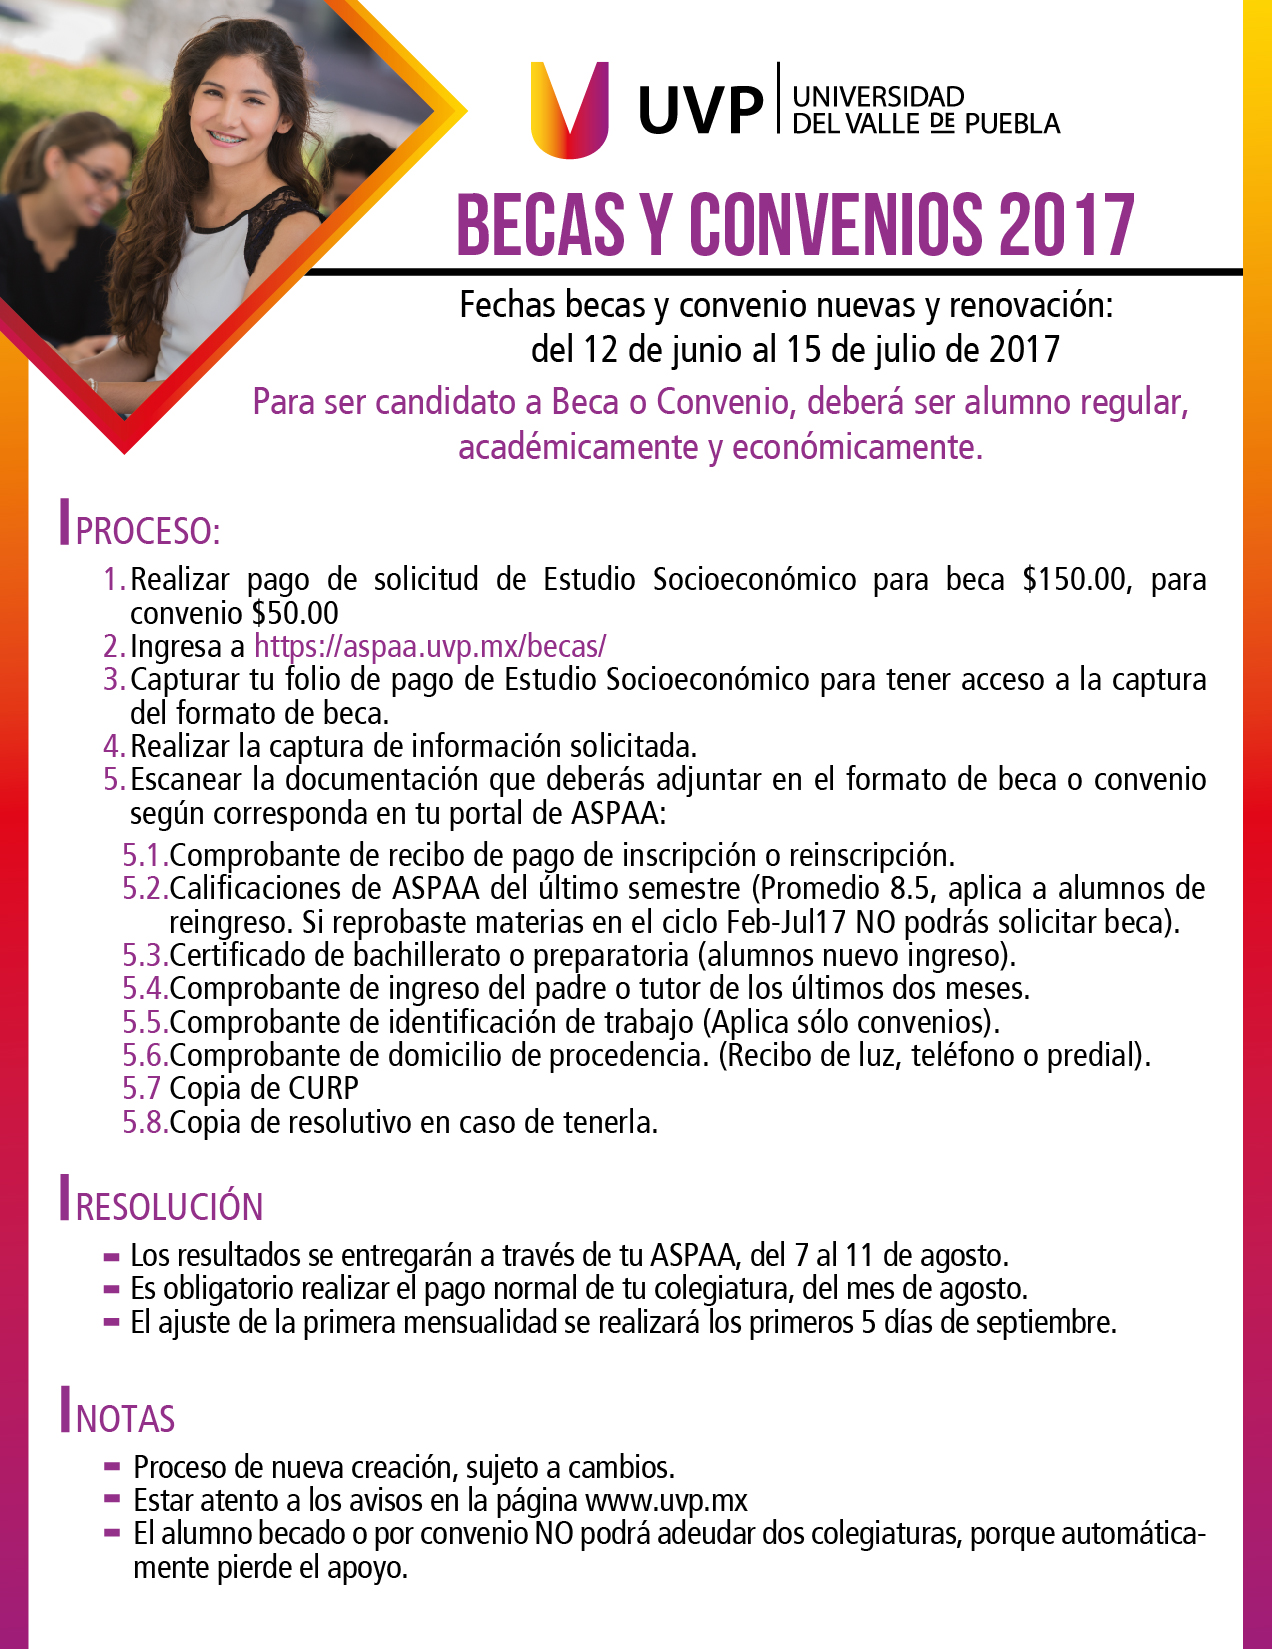 UVP UNIVERSIDAD
DEL VALLE DE PUEBLA
BECAS Y CONVENIOS 2017
Fechas becas y convenio nuevas y renovación:
del 12 de junio al 15 de julio de 2017
Para ser candidato a Beca o Convenio, deberá ser alumno regular,
académicamente y económicamente.
PROCESO:
1. Realizar pago de solicitud de Estudio Socioeconómico para beca $150.00, para
convenio $50.00
2. Ingresa a https://aspaa.uvp.mx/becas/
3. Capturar tu folio de pago de Estudio Socioeconómico para tener acceso a la captura
del formato de beca.
4. Realizar la captura de información solicitada.
5. Escanear la documentación que deberás adjuntar en el formato de beca o convenio
según corresponda en tu portal de ASPAA:
5.1.Comprobante de recibo de pago de inscripción o reinscripción.
5.2.Calificaciones de ASPAA del último semestre (Promedio 8.5, aplica a alumnos de
reingreso. Si reprobaste materias en el ciclo Feb-Jul17 NO podrás solicitar beca).
5.3.Certificado de bachillerato o preparatoria (alumnos nuevo ingreso).
5.4.Comprobante de ingreso del padre o tutor de los últimos dos meses.
5.5.Comprobante de identificación de trabajo (Aplica sólo convenios).
5.6.Comprobante de domicilio de procedencia. (Recibo de luz, teléfono o predial).
5.7 Copia de CURP
5.8.Copia de resolutivo en caso de tenerla.
RESOLUCIÓN
- Los resultados se entregarán a través de tu ASPAA, del 7 al 11 de agosto.
- Es obligatorio realizar el pago normal de tu colegiatura, del mes de agosto.
- El ajuste de la primera mensualidad se realizará los primeros 5 días de septiembre.
NOTAS
- Proceso de nueva creación, sujeto a cambios.
- Estar atento a los avisos en la página www.uvp.mx
- El alumno becado o por convenio NO podrá adeudar dos colegiaturas, porque automática-
mente pierde el apoyo.